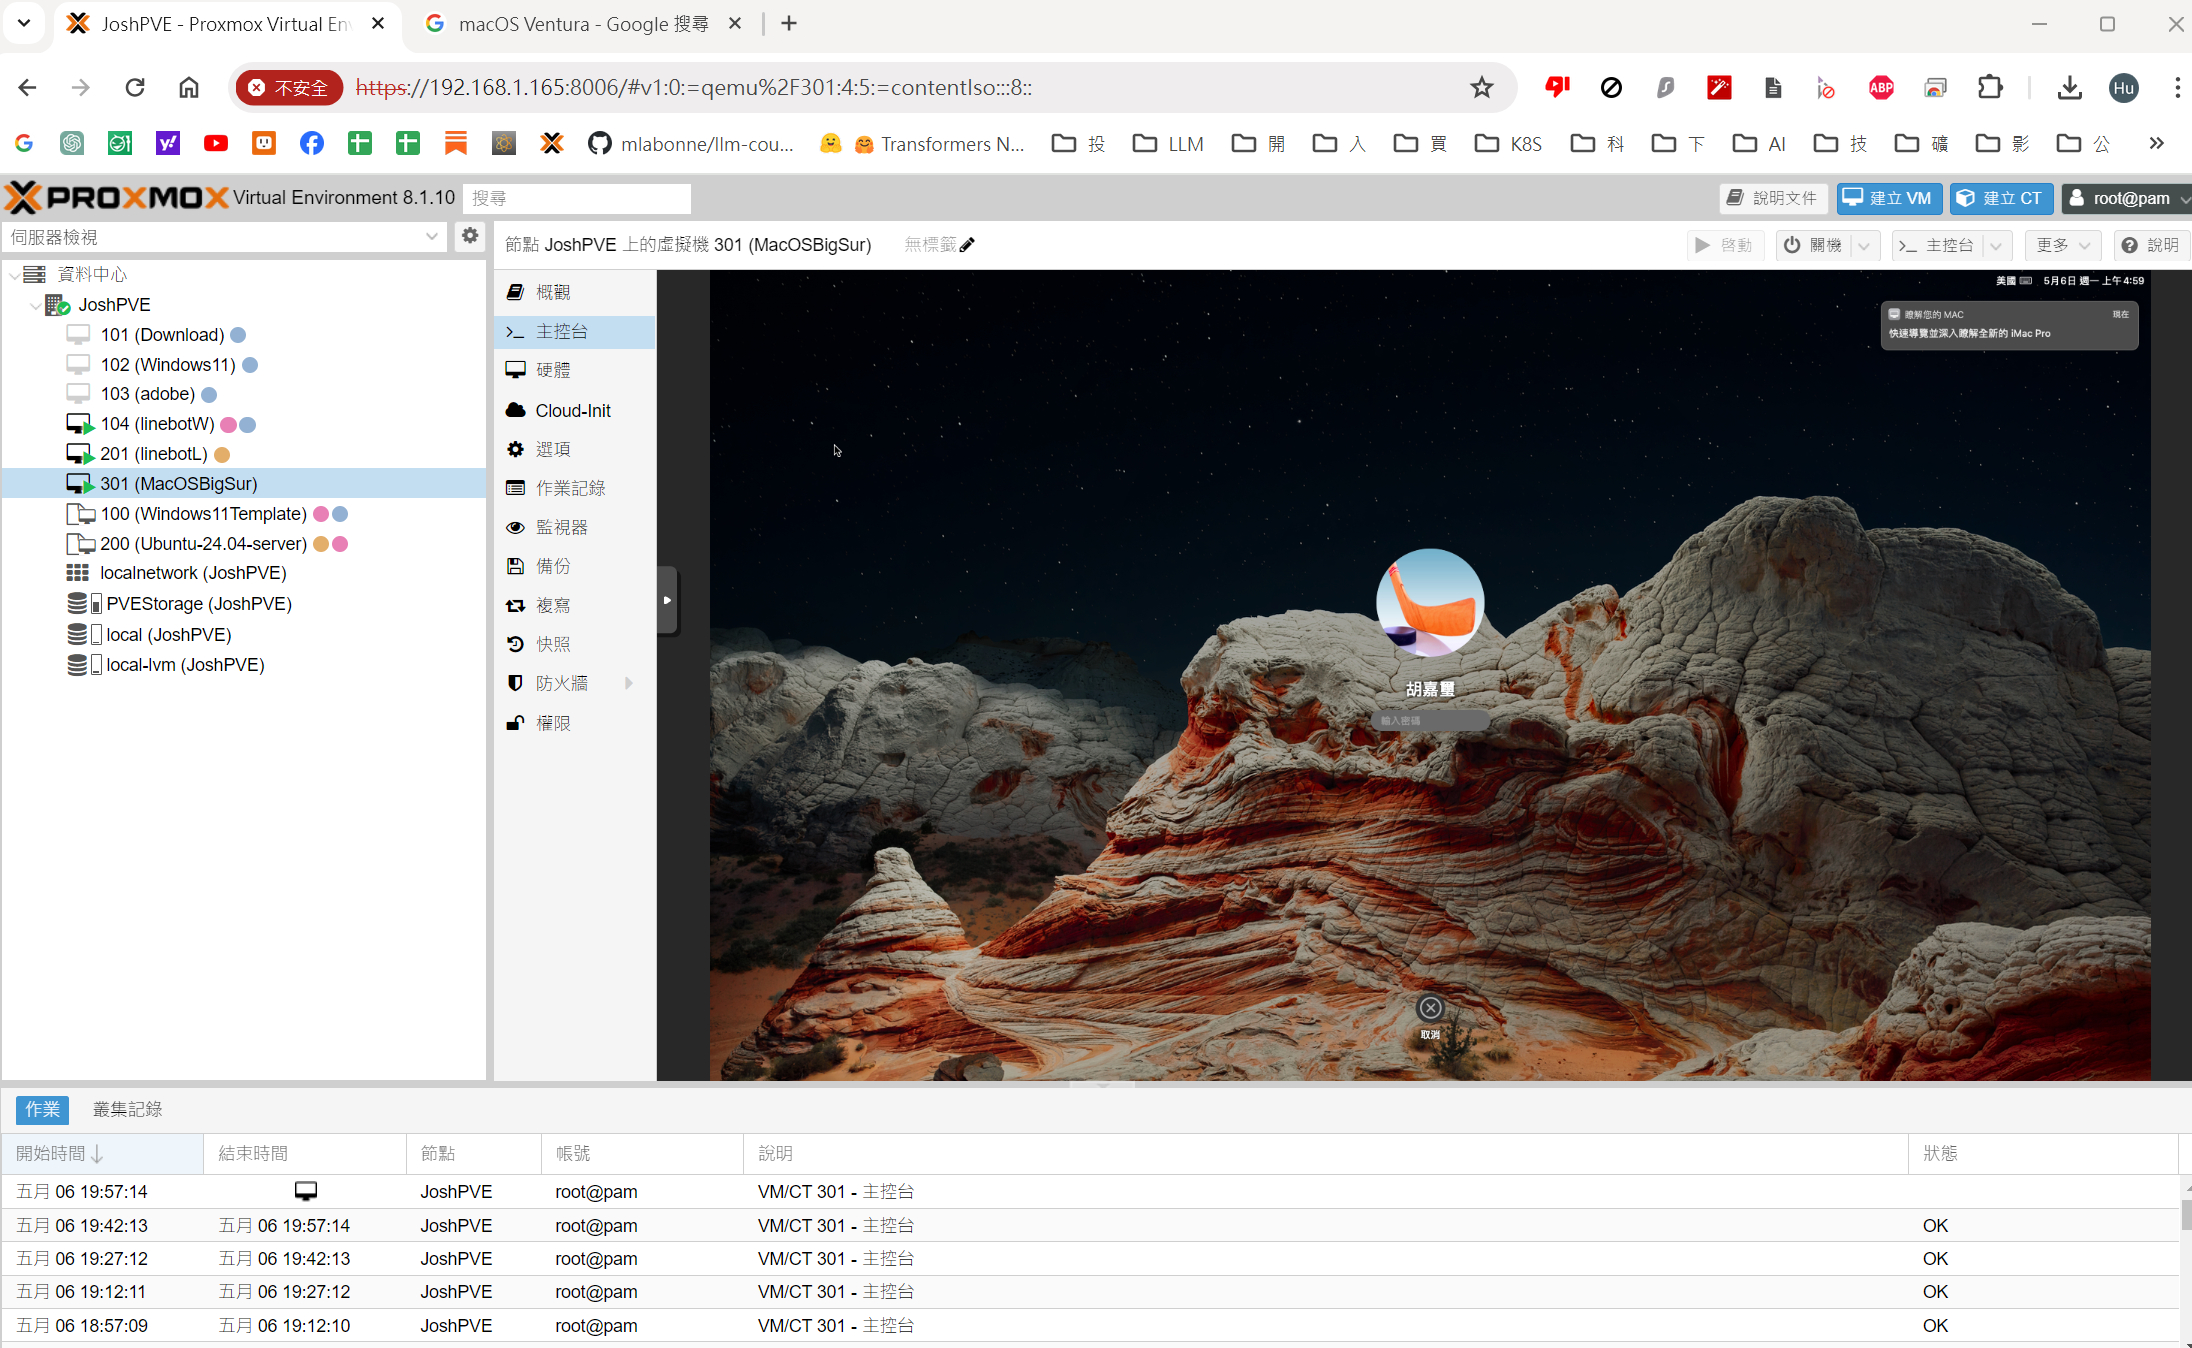 JoshPVE - Proxmox Virtual En
macOS Ventura - Google 搜尋
不安全 https://192.168.1.165:8006/#v1:0:=qemu%2F301:4:5:=contentIso:::8::
ABP
Hu
mlabonne/llm-cou...
Transformers N...
投
LLM
開
入
買
K8S
科
下
AI
技
礦
影
公
PROXMOX Virtual Environment 8.1.10
搜尋
說明文件
建立 VM
建立 CT
root@pam
伺服器檢視
節點 JoshPVE 上的虛擬機 301 (MacOSBigSur)
無標籤
啓動
關機
主控台
更多
說明
資料中心
JoshPVE
101 (Download)
102 (Windows11)
103 (adobe)
104 (linebotW)
201 (linebotL)
301 (MacOSBigSur)
100 (Windows11Template)
200 (Ubuntu-24.04-server)
localnetwork (JoshPVE)
PVEStorage (JoshPVE)
local (JoshPVE)
local-lvm (JoshPVE)
概觀
主控台
硬體
Cloud-Init
選項
作業記錄
監視器
備份
複寫
快照
防火牆
權限
美國 5月6日 週一 上午4:59
瞭解您的 MAC
現在
快速導覽並深入瞭解全新的 iMac Pro
胡嘉璽
輸入密碼
取消
作業
叢集記錄
開始時間 結束時間 節點 帳號 說明 狀態
五月 06 19:57:14 JoshPVE root@pam VM/CT 301 - 主控台
五月 06 19:42:13 五月 06 19:57:14 JoshPVE root@pam VM/CT 301 - 主控台 OK
五月 06 19:27:12 五月 06 19:42:13 JoshPVE root@pam VM/CT 301 - 主控台 OK
五月 06 19:12:11 五月 06 19:27:12 JoshPVE root@pam VM/CT 301 - 主控台 OK
五月 06 18:57:09 五月 06 19:12:10 JoshPVE root@pam VM/CT 301 - 主控台 OK